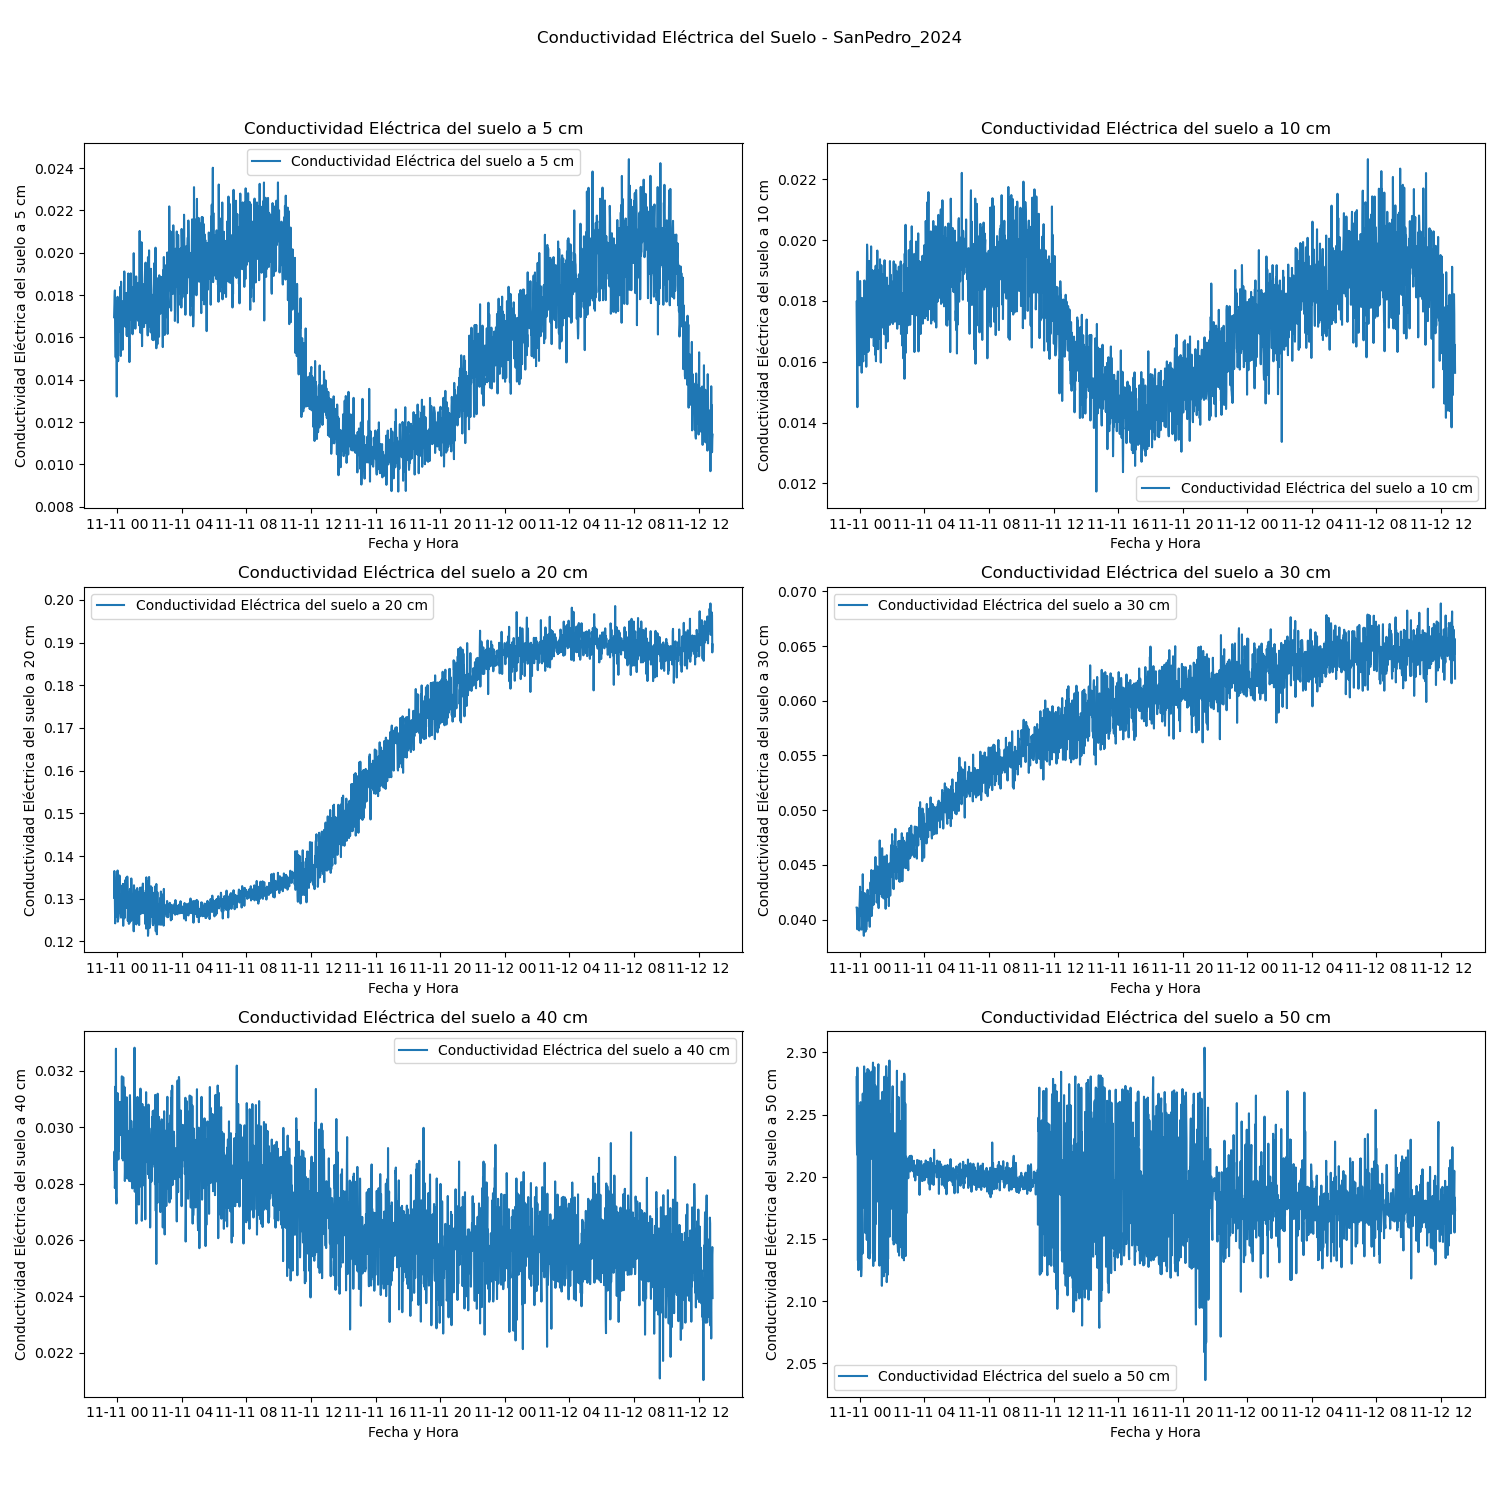 Conductividad Eléctrica del Suelo - SanPedro_2024
Conductividad Eléctrica del suelo a 5 cm
Conductividad Eléctrica del suelo a 5 cm
Conductividad Eléctrica del suelo a 5 cm
0.024
0.022
0.020
0.018
0.016
0.014
0.012
0.010
0.008
11-11 00 11-11 04 11-11 08 11-11 12 11-11 16 11-11 20 11-12 00 11-12 04 11-12 08 11-12 12
Fecha y Hora
Conductividad Eléctrica del suelo a 10 cm
Conductividad Eléctrica del suelo a 10 cm
0.022
0.020
0.018
0.016
0.014
0.012
Conductividad Eléctrica del suelo a 10 cm
11-11 00 11-11 04 11-11 08 11-11 12 11-11 16 11-11 20 11-12 00 11-12 04 11-12 08 11-12 12
Fecha y Hora
Conductividad Eléctrica del suelo a 20 cm
Conductividad Eléctrica del suelo a 20 cm
Conductividad Eléctrica del suelo a 20 cm
0.20
0.19
0.18
0.17
0.16
0.15
0.14
0.13
0.12
11-11 00 11-11 04 11-11 08 11-11 12 11-11 16 11-11 20 11-12 00 11-12 04 11-12 08 11-12 12
Fecha y Hora
Conductividad Eléctrica del suelo a 30 cm
Conductividad Eléctrica del suelo a 30 cm
Conductividad Eléctrica del suelo a 30 cm
0.070
0.065
0.060
0.055
0.050
0.045
0.040
11-11 00 11-11 04 11-11 08 11-11 12 11-11 16 11-11 20 11-12 00 11-12 04 11-12 08 11-12 12
Fecha y Hora
Conductividad Eléctrica del suelo a 40 cm
Conductividad Eléctrica del suelo a 40 cm
Conductividad Eléctrica del suelo a 40 cm
0.032
0.030
0.028
0.026
0.024
0.022
11-11 00 11-11 04 11-11 08 11-11 12 11-11 16 11-11 20 11-12 00 11-12 04 11-12 08 11-12 12
Fecha y Hora
Conductividad Eléctrica del suelo a 50 cm
Conductividad Eléctrica del suelo a 50 cm
2.30
2.25
2.20
2.15
2.10
2.05
Conductividad Eléctrica del suelo a 50 cm
11-11 00 11-11 04 11-11 08 11-11 12 11-11 16 11-11 20 11-12 00 11-12 04 11-12 08 11-12 12
Fecha y Hora